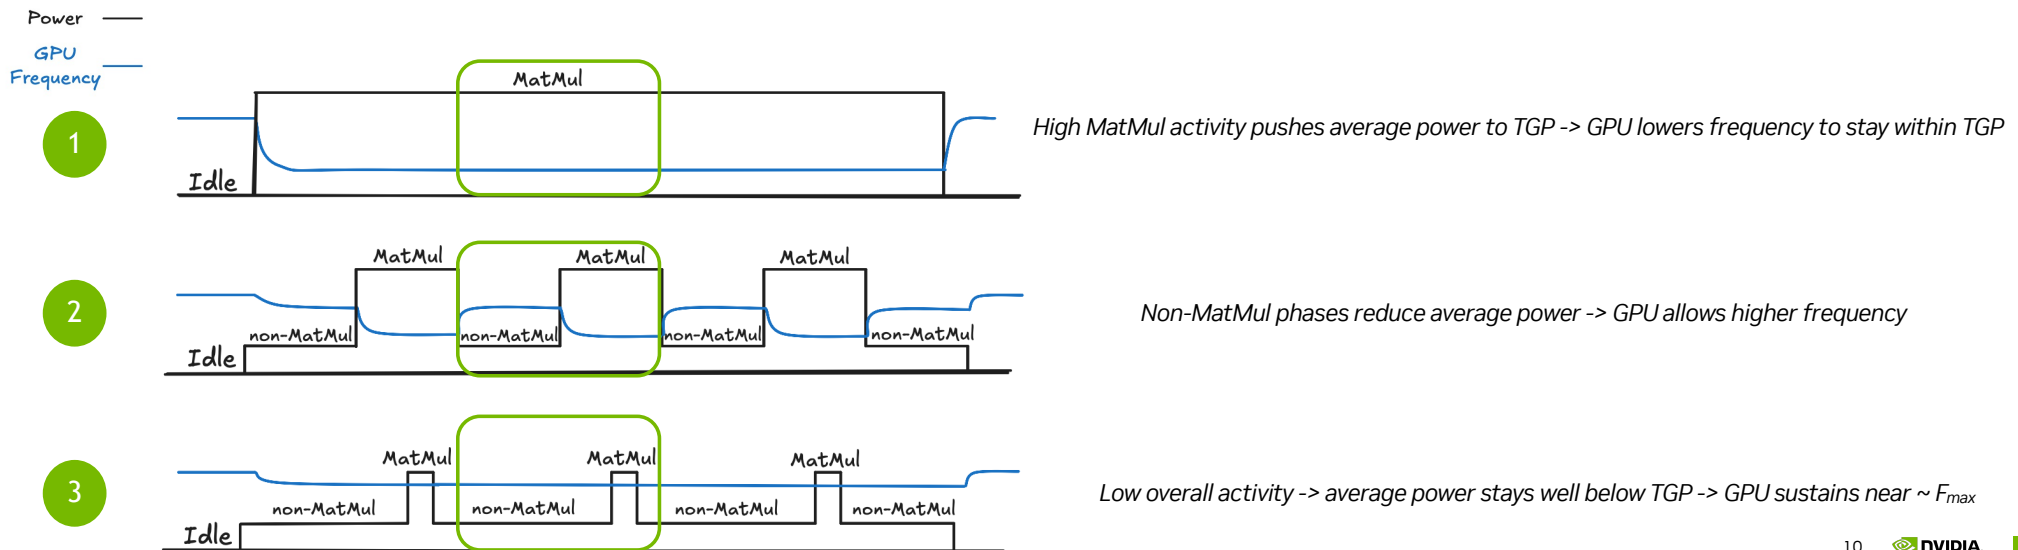 Power
GPU
Frequency
MatMul
1
High MatMul activity pushes average power to TGP -> GPU lowers frequency to stay within TGP
Idle
MatMul MatMul MatMul
2
Non-MatMul phases reduce average power -> GPU allows higher frequency
non-MatMul non-MatMul non-MatMul non-MatMul
Idle
MatMul MatMul MatMul
3
Low overall activity -> average power stays well below TGP -> GPU sustains near ~ Fmax
non-MatMul non-MatMul non-MatMul non-MatMul
Idle
10 NVIDIA